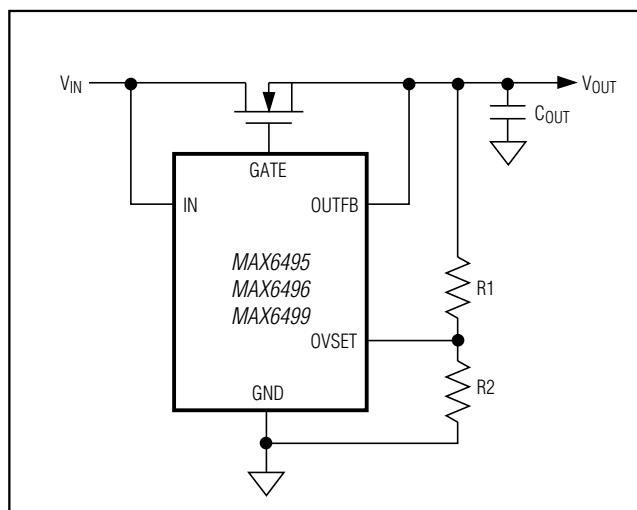 VIN
VOUT
COUT
GATE
IN
OUTFB
MAX6495
MAX6496
MAX6499
R1
OVSET
R2
GND